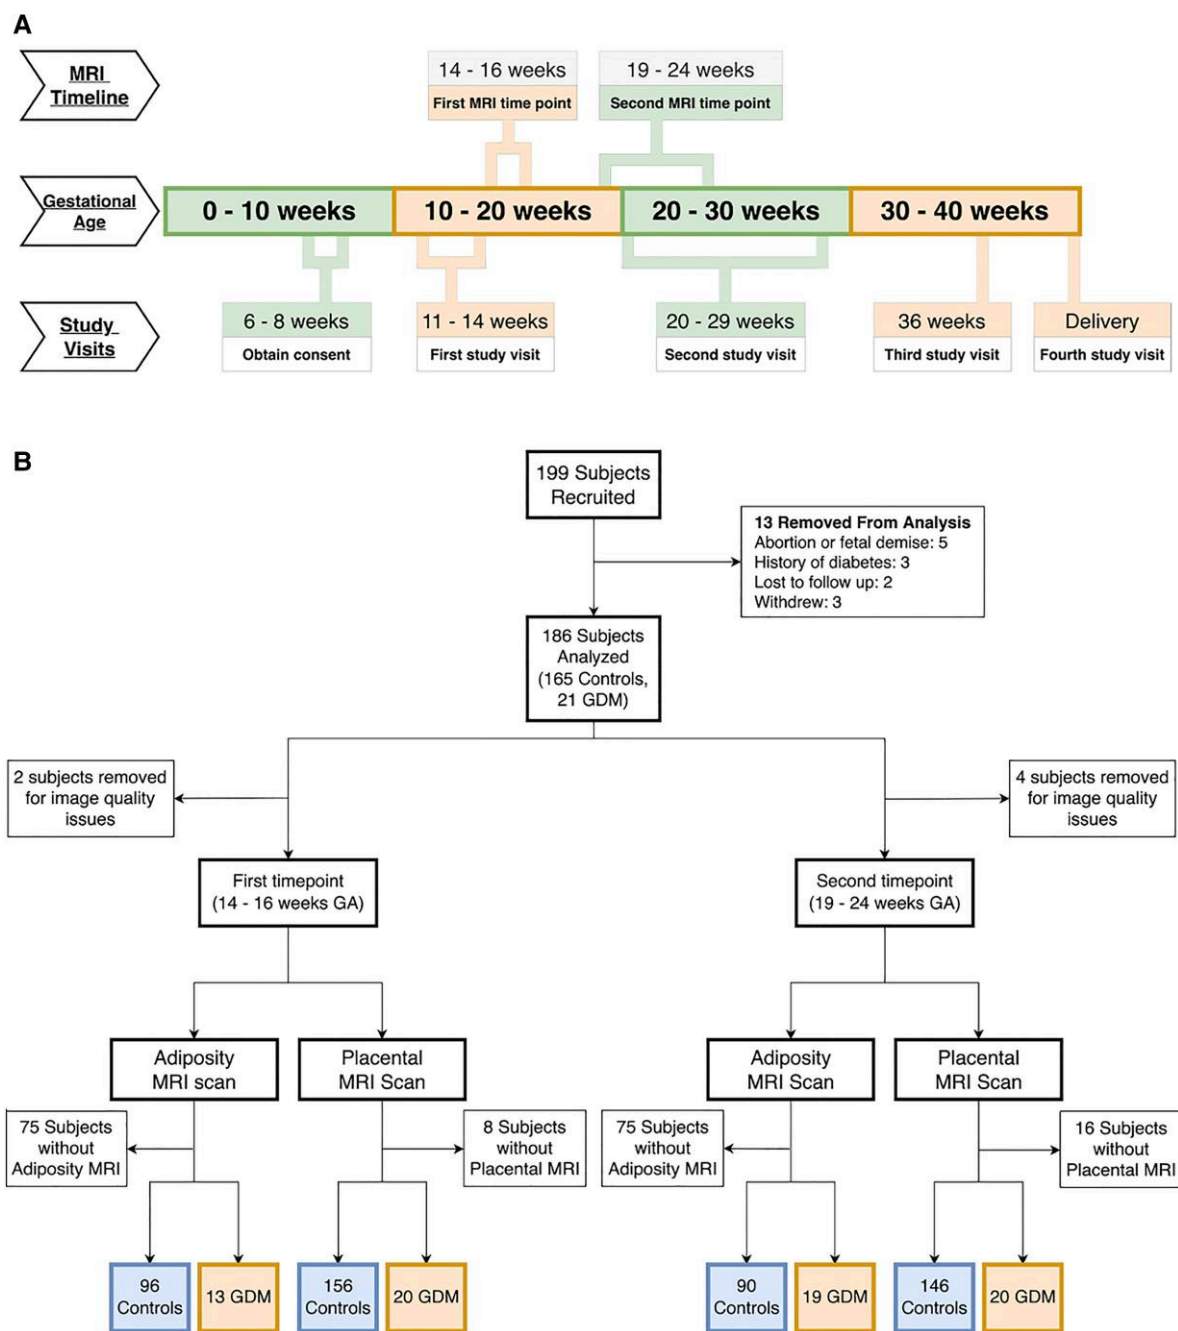 A
MRI
Timeline
14 - 16 weeks
First MRI time point
19 - 24 weeks
Second MRI time point
Gestational
Age
0 - 10 weeks
10 - 20 weeks
20 - 30 weeks
30 - 40 weeks
Study
Visits
6 - 8 weeks
Obtain consent
11 - 14 weeks
First study visit
20 - 29 weeks
Second study visit
36 weeks
Third study visit
Delivery
Fourth study visit
B
199 Subjects
Recruited
13 Removed From Analysis
Abortion or fetal demise: 5
History of diabetes: 3
Lost to follow up: 2
Withdrew: 3
186 Subjects
Analyzed
(165 Controls,
21 GDM)
2 subjects removed
for image quality
issues
4 subjects removed
for image quality
issues
First timepoint
(14 - 16 weeks GA)
Second timepoint
(19 - 24 weeks GA)
Adiposity
MRI scan
Placental
MRI Scan
Adiposity
MRI Scan
Placental
MRI Scan
75 Subjects
without
Adiposity MRI
8 Subjects
without
Placental MRI
75 Subjects
without
Adiposity MRI
16 Subjects
without
Placental MRI
96
Controls
13 GDM
156
Controls
20 GDM
90
Controls
19 GDM
146
Controls
20 GDM